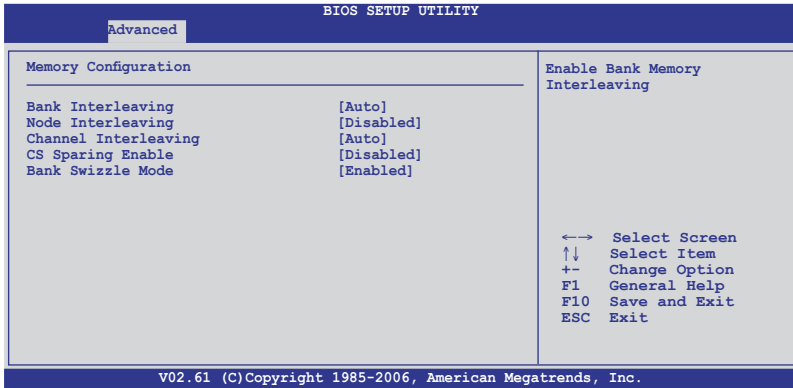 BIOS SETUP UTILITY
Advanced
Memory Configuration
Bank Interleaving [Auto]
Node Interleaving [Disabled]
Channel Interleaving [Auto]
CS Sparing Enable [Disabled]
Bank Swizzle Mode [Enabled]
Enable Bank Memory
Interleaving
←→ Select Screen
↑↓ Select Item
+- Change Option
F1 General Help
F10 Save and Exit
ESC Exit
V02.61 (C)Copyright 1985-2006, American Megatrends, Inc.